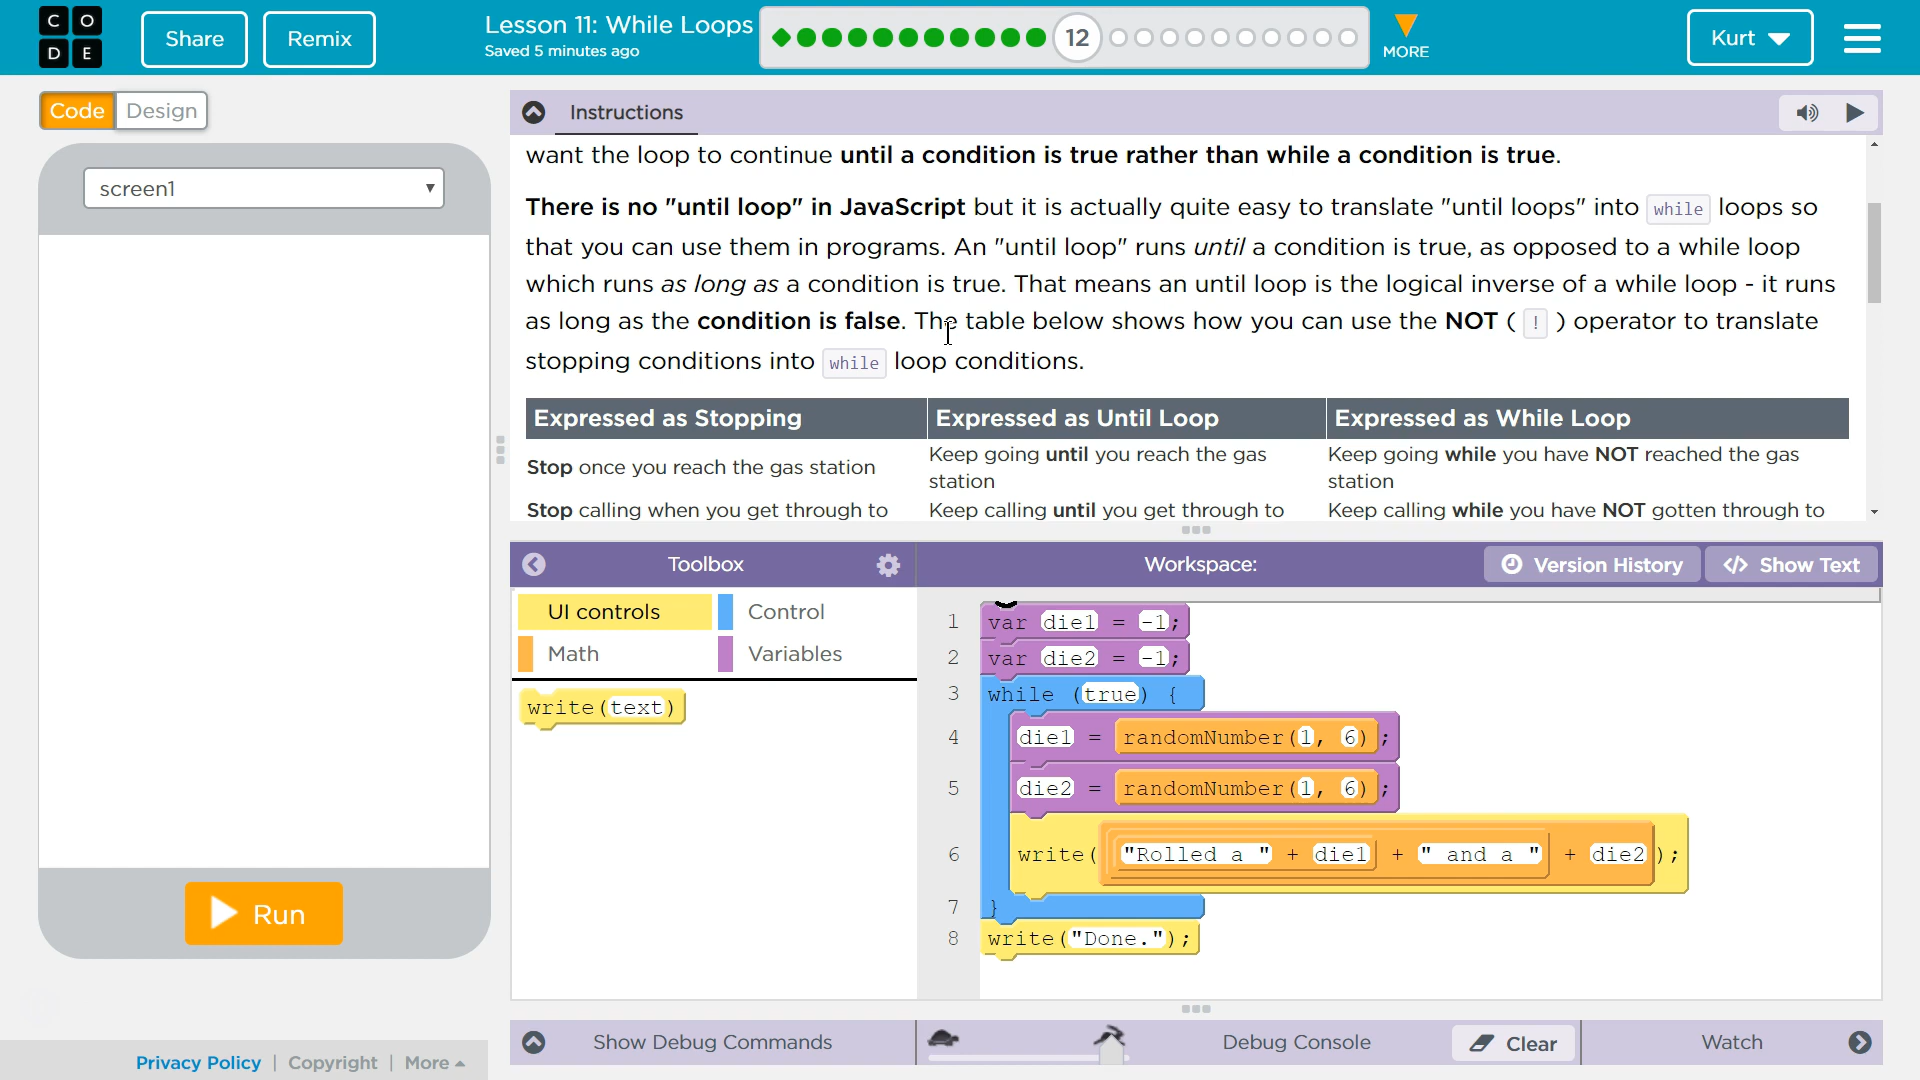 C O
D E
Share
Remix
Lesson 11: While Loops
Saved 5 minutes ago
12
MORE
Kurt
Code
Design
screen1
Instructions
want the loop to continue until a condition is true rather than while a condition is true.
There is no "until loop" in JavaScript but it is actually quite easy to translate "until loops" into while loops so
that you can use them in programs. An "until loop" runs until a condition is true, as opposed to a while loop
which runs as long as a condition is true. That means an until loop is the logical inverse of a while loop - it runs
as long as the condition is false. The table below shows how you can use the NOT ( ! ) operator to translate
stopping conditions into while loop conditions.
Expressed as Stopping
Expressed as Until Loop
Expressed as While Loop
Stop once you reach the gas station
Keep going until you reach the gas
station
Keep going while you have NOT reached the gas
station
Stop calling when you get through to
Keep calling until you get through to
Keep calling while you have NOT gotten through to
Toolbox
Workspace:
Version History
Show Text
UI controls
Control
Math
Variables
write(text)
1 var die1 = -1;
2 var die2 = -1;
3 while (true) {
4 die1 = randomNumber(1, 6);
5 die2 = randomNumber(1, 6);
6 write("Rolled a " + die1 + " and a " + die2);
7 }
8 write("Done.");
Run
Show Debug Commands
Debug Console
Clear
Watch
Privacy Policy | Copyright | More